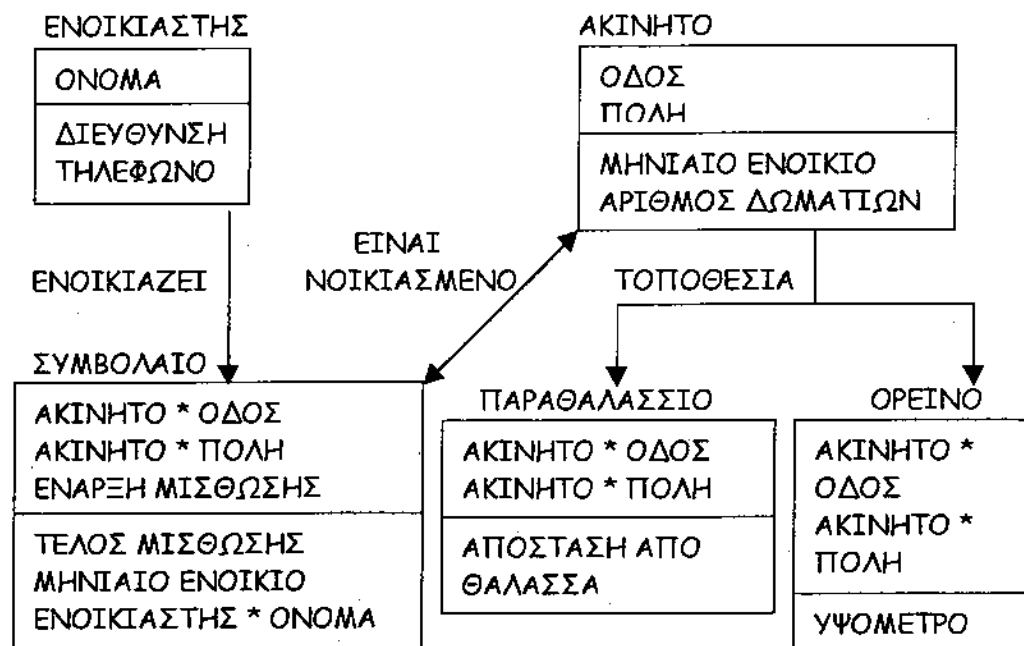 ΕΝΟΙΚΙΑΣΤΗΣ
ΟΝΟΜΑ
ΔΙΕΥΘΥΝΣΗ
ΤΗΛΕΦΩΝΟ
ΑΚΙΝΗΤΟ
ΟΔΟΣ
ΠΟΛΗ
ΜΗΝΙΑΙΟ ΕΝΟΙΚΙΟ
ΑΡΙΘΜΟΣ ΔΩΜΑΤΙΩΝ
ΕΝΟΙΚΙΑΖΕΙ
ΕΙΝΑΙ
ΝΟΙΚΙΑΣΜΕΝΟ
ΤΟΠΟΘΕΣΙΑ
ΣΥΜΒΟΛΑΙΟ
ΑΚΙΝΗΤΟ * ΟΔΟΣ
ΑΚΙΝΗΤΟ * ΠΟΛΗ
ΕΝΑΡΞΗ ΜΙΣΘΩΣΗΣ
ΤΕΛΟΣ ΜΙΣΘΩΣΗΣ
ΜΗΝΙΑΙΟ ΕΝΟΙΚΙΟ
ΕΝΟΙΚΙΑΣΤΗΣ * ΟΝΟΜΑ
ΠΑΡΑΘΑΛΑΣΣΙΟ
ΑΚΙΝΗΤΟ * ΟΔΟΣ
ΑΚΙΝΗΤΟ * ΠΟΛΗ
ΑΠΟΣΤΑΣΗ ΑΠΟ
ΘΑΛΑΣΣΑ
ΟΡΕΙΝΟ
ΑΚΙΝΗΤΟ *
ΟΔΟΣ
ΑΚΙΝΗΤΟ *
ΠΟΛΗ
ΥΨΟΜΕΤΡΟ